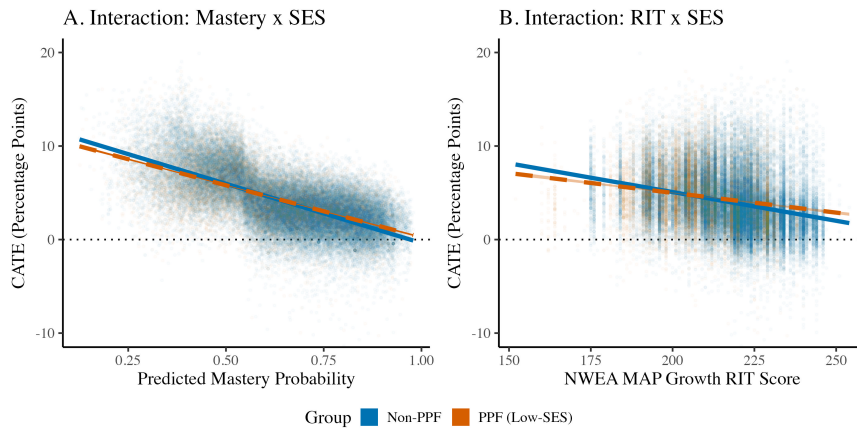 A. Interaction: Mastery x SES
B. Interaction: RIT x SES
CATE (Percentage Points)
20
10
0
-10
0.25
0.50
0.75
1.00
Predicted Mastery Probability
CATE (Percentage Points)
20
10
0
-10
150
175
200
225
250
NWEA MAP Growth RIT Score
Group Non-PPF PPF (Low-SES)